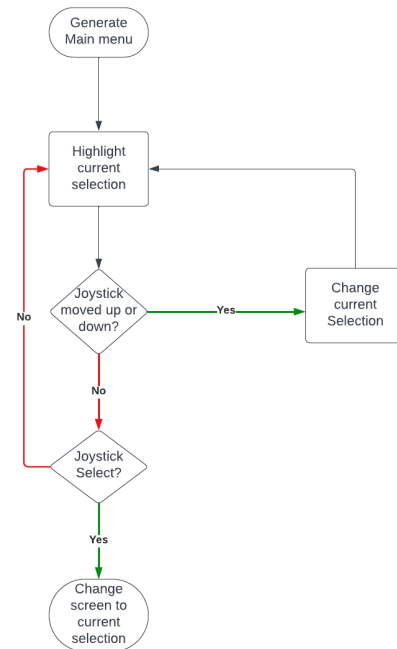 Generate
Main menu
Highlight
current
selection
Joystick
moved up or
down?
Yes
Change
current
Selection
No
No
Joystick
Select?
Yes
Change
screen to
current
selection